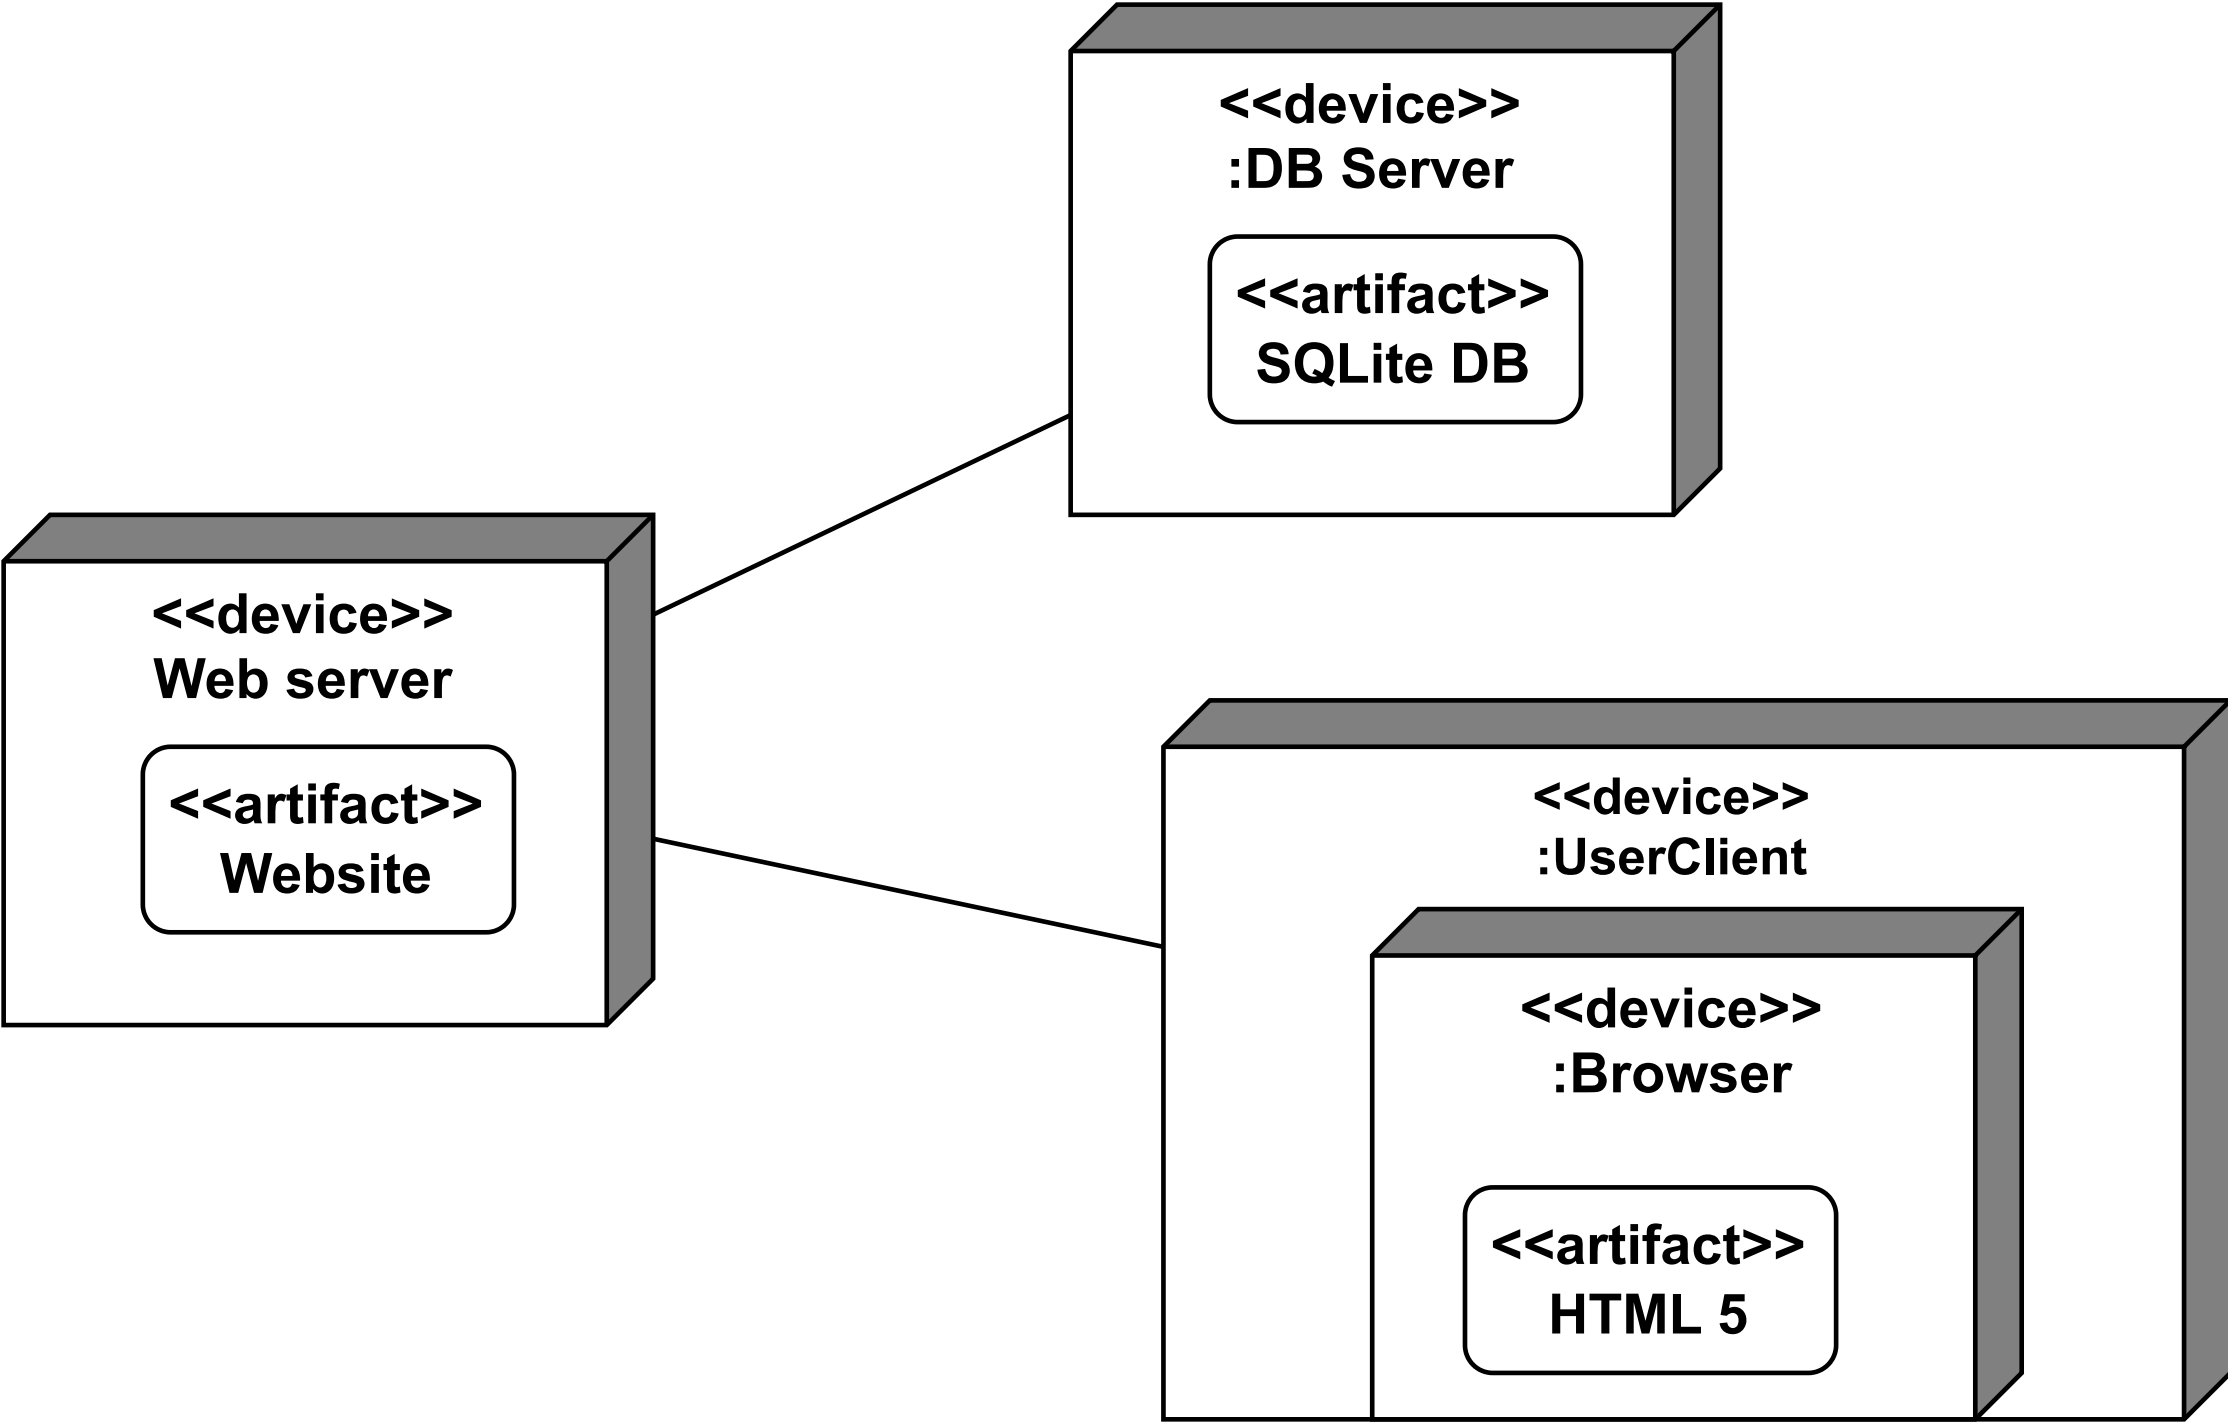 <<device>>
:DB Server
<<artifact>>
SQLite DB
<<device>>
Web server
<<artifact>>
Website
<<device>>
:UserClient
<<device>>
:Browser
<<artifact>>
HTML 5